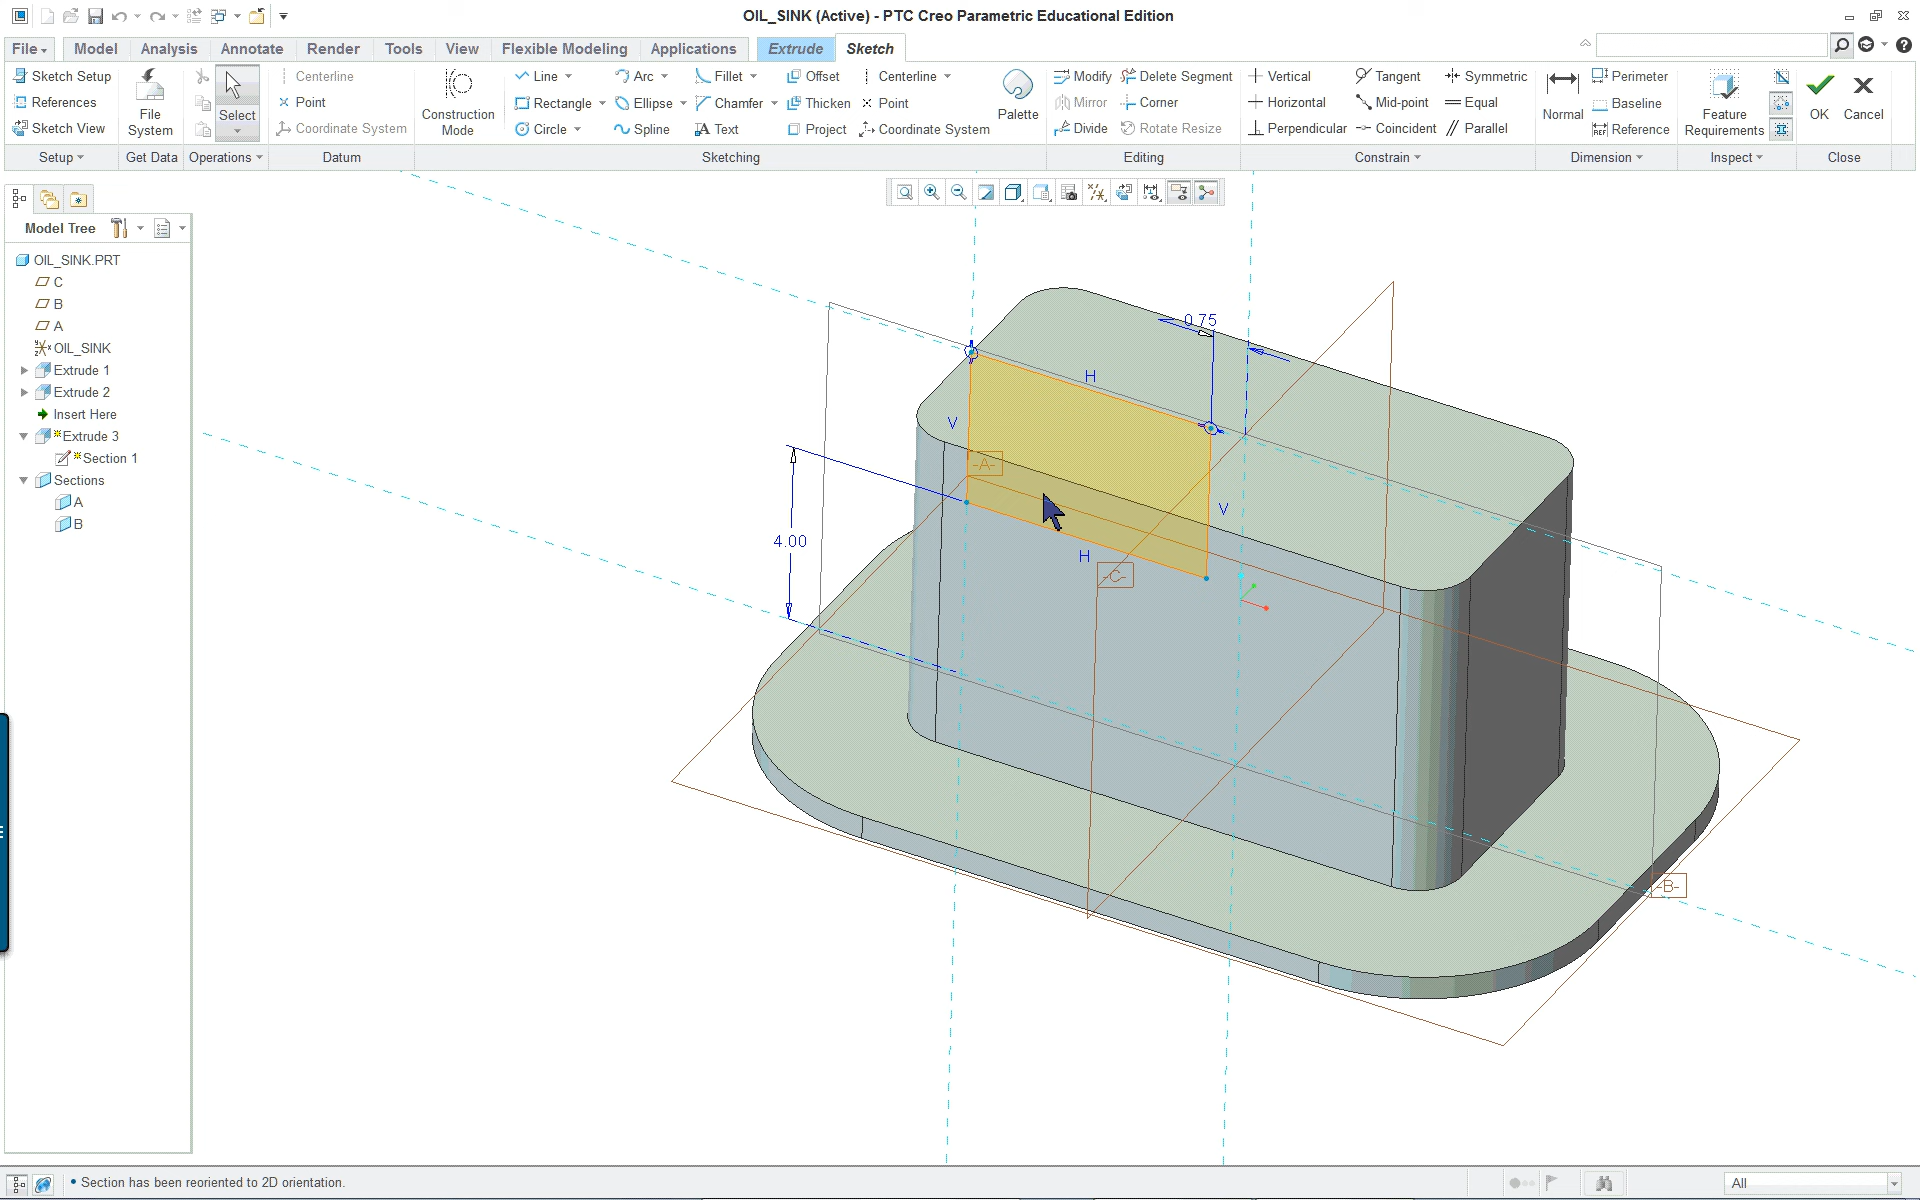 OIL_SINK (Active) - PTC Creo Parametric Educational Edition
File Model Analysis Annotate Render Tools View Flexible Modeling Applications Extrude Sketch
Sketch Setup
References
Sketch View
Setup
File System
Get Data
Select
Operations
Centerline
Point
Coordinate System
Datum
Construction Mode
Line Arc Fillet Offset Centerline
Rectangle Ellipse Chamfer Thicken Point
Circle Spline Text Project Coordinate System
Palette
Sketching
Modify Delete Segment
Mirror Corner
Divide Rotate Resize
Editing
Vertical Tangent Symmetric
Horizontal Mid-point Equal
Perpendicular Coincident Parallel
Constrain
Normal
Perimeter
Baseline
REF Reference
Dimension
Feature Requirements
Inspect
OK Cancel
Close
Model Tree
OIL_SINK.PRT
C
B
A
OIL_SINK
Extrude 1
Extrude 2
Insert Here
Extrude 3
Section 1
Sections
A
B
0.75
H
V
-A-
V
4.00
H
-C-
-B-
Section has been reoriented to 2D orientation.
All